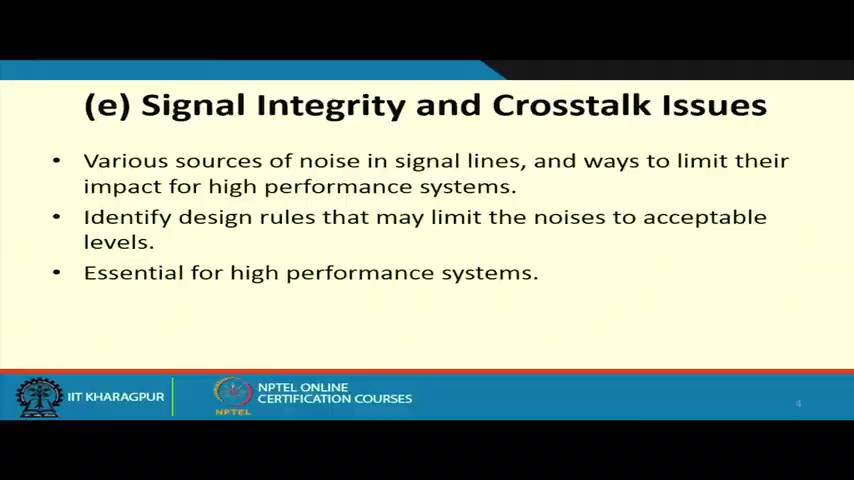 (e) Signal Integrity and Crosstalk Issues
• Various sources of noise in signal lines, and ways to limit their
impact for high performance systems.
• Identify design rules that may limit the noises to acceptable
levels.
• Essential for high performance systems.
IIT KHARAGPUR
NPTEL
NPTEL ONLINE
CERTIFICATION COURSES
4